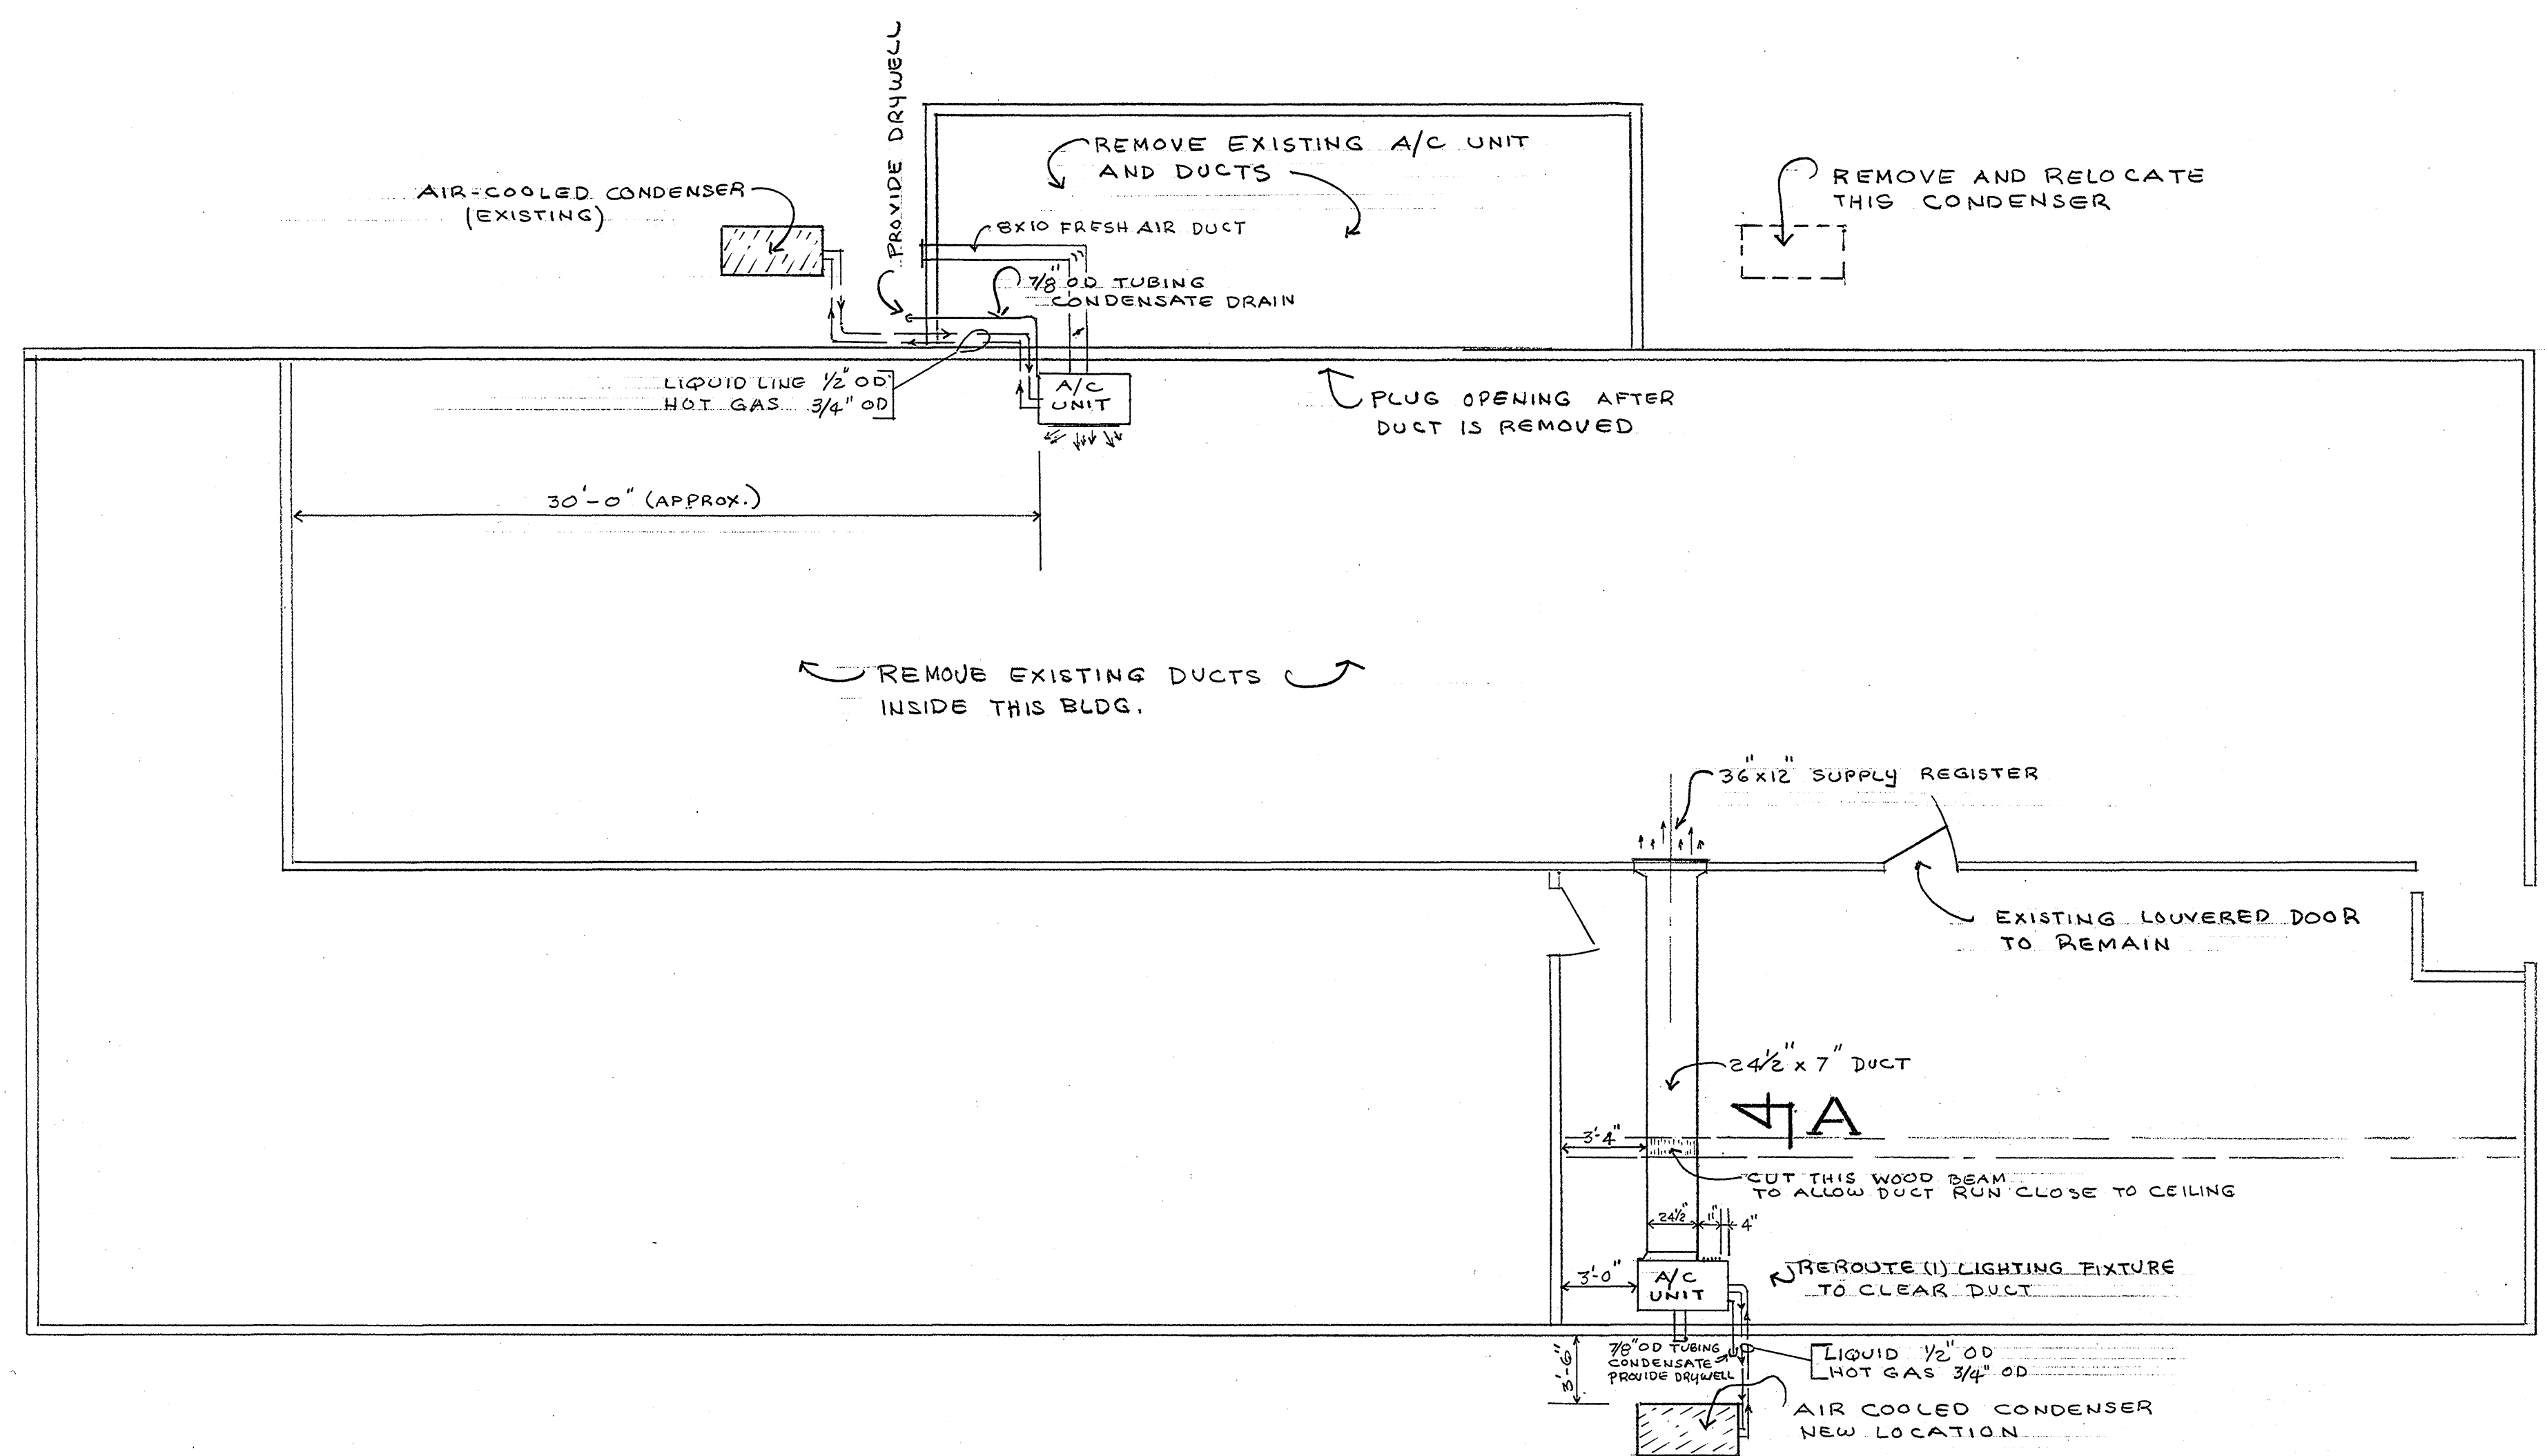 PROVIDE DRYWELL
REMOVE EXISTING A/C UNIT
AND DUCTS
AIR-COOLED CONDENSER
(EXISTING)
REMOVE AND RELOCATE
THIS CONDENSER
8X10 FRESH AIR DUCT
7/8" OD TUBING
CONDENSATE DRAIN
LIQUID LINE 1/2" OD
HOT GAS 3/4" OD
A/C
UNIT
PLUG OPENING AFTER
DUCT IS REMOVED
30'-0" (APPROX.)
REMOVE EXISTING DUCTS
INSIDE THIS BLDG.
36"x12" SUPPLY REGISTER
EXISTING LOUVERED DOOR
TO REMAIN
24 1/2" x 7" DUCT
A
3'-4"
CUT THIS WOOD BEAM
TO ALLOW DUCT RUN CLOSE TO CEILING
24 1/2"
11"
4"
3'-0"
A/C
UNIT
REROUTE (1) LIGHTING FIXTURE
TO CLEAR DUCT
3'-6"
7/8" OD TUBING
CONDENSATE
PROVIDE DRYWELL
LIQUID 1/2" OD
HOT GAS 3/4" OD
AIR COOLED CONDENSER
NEW LOCATION